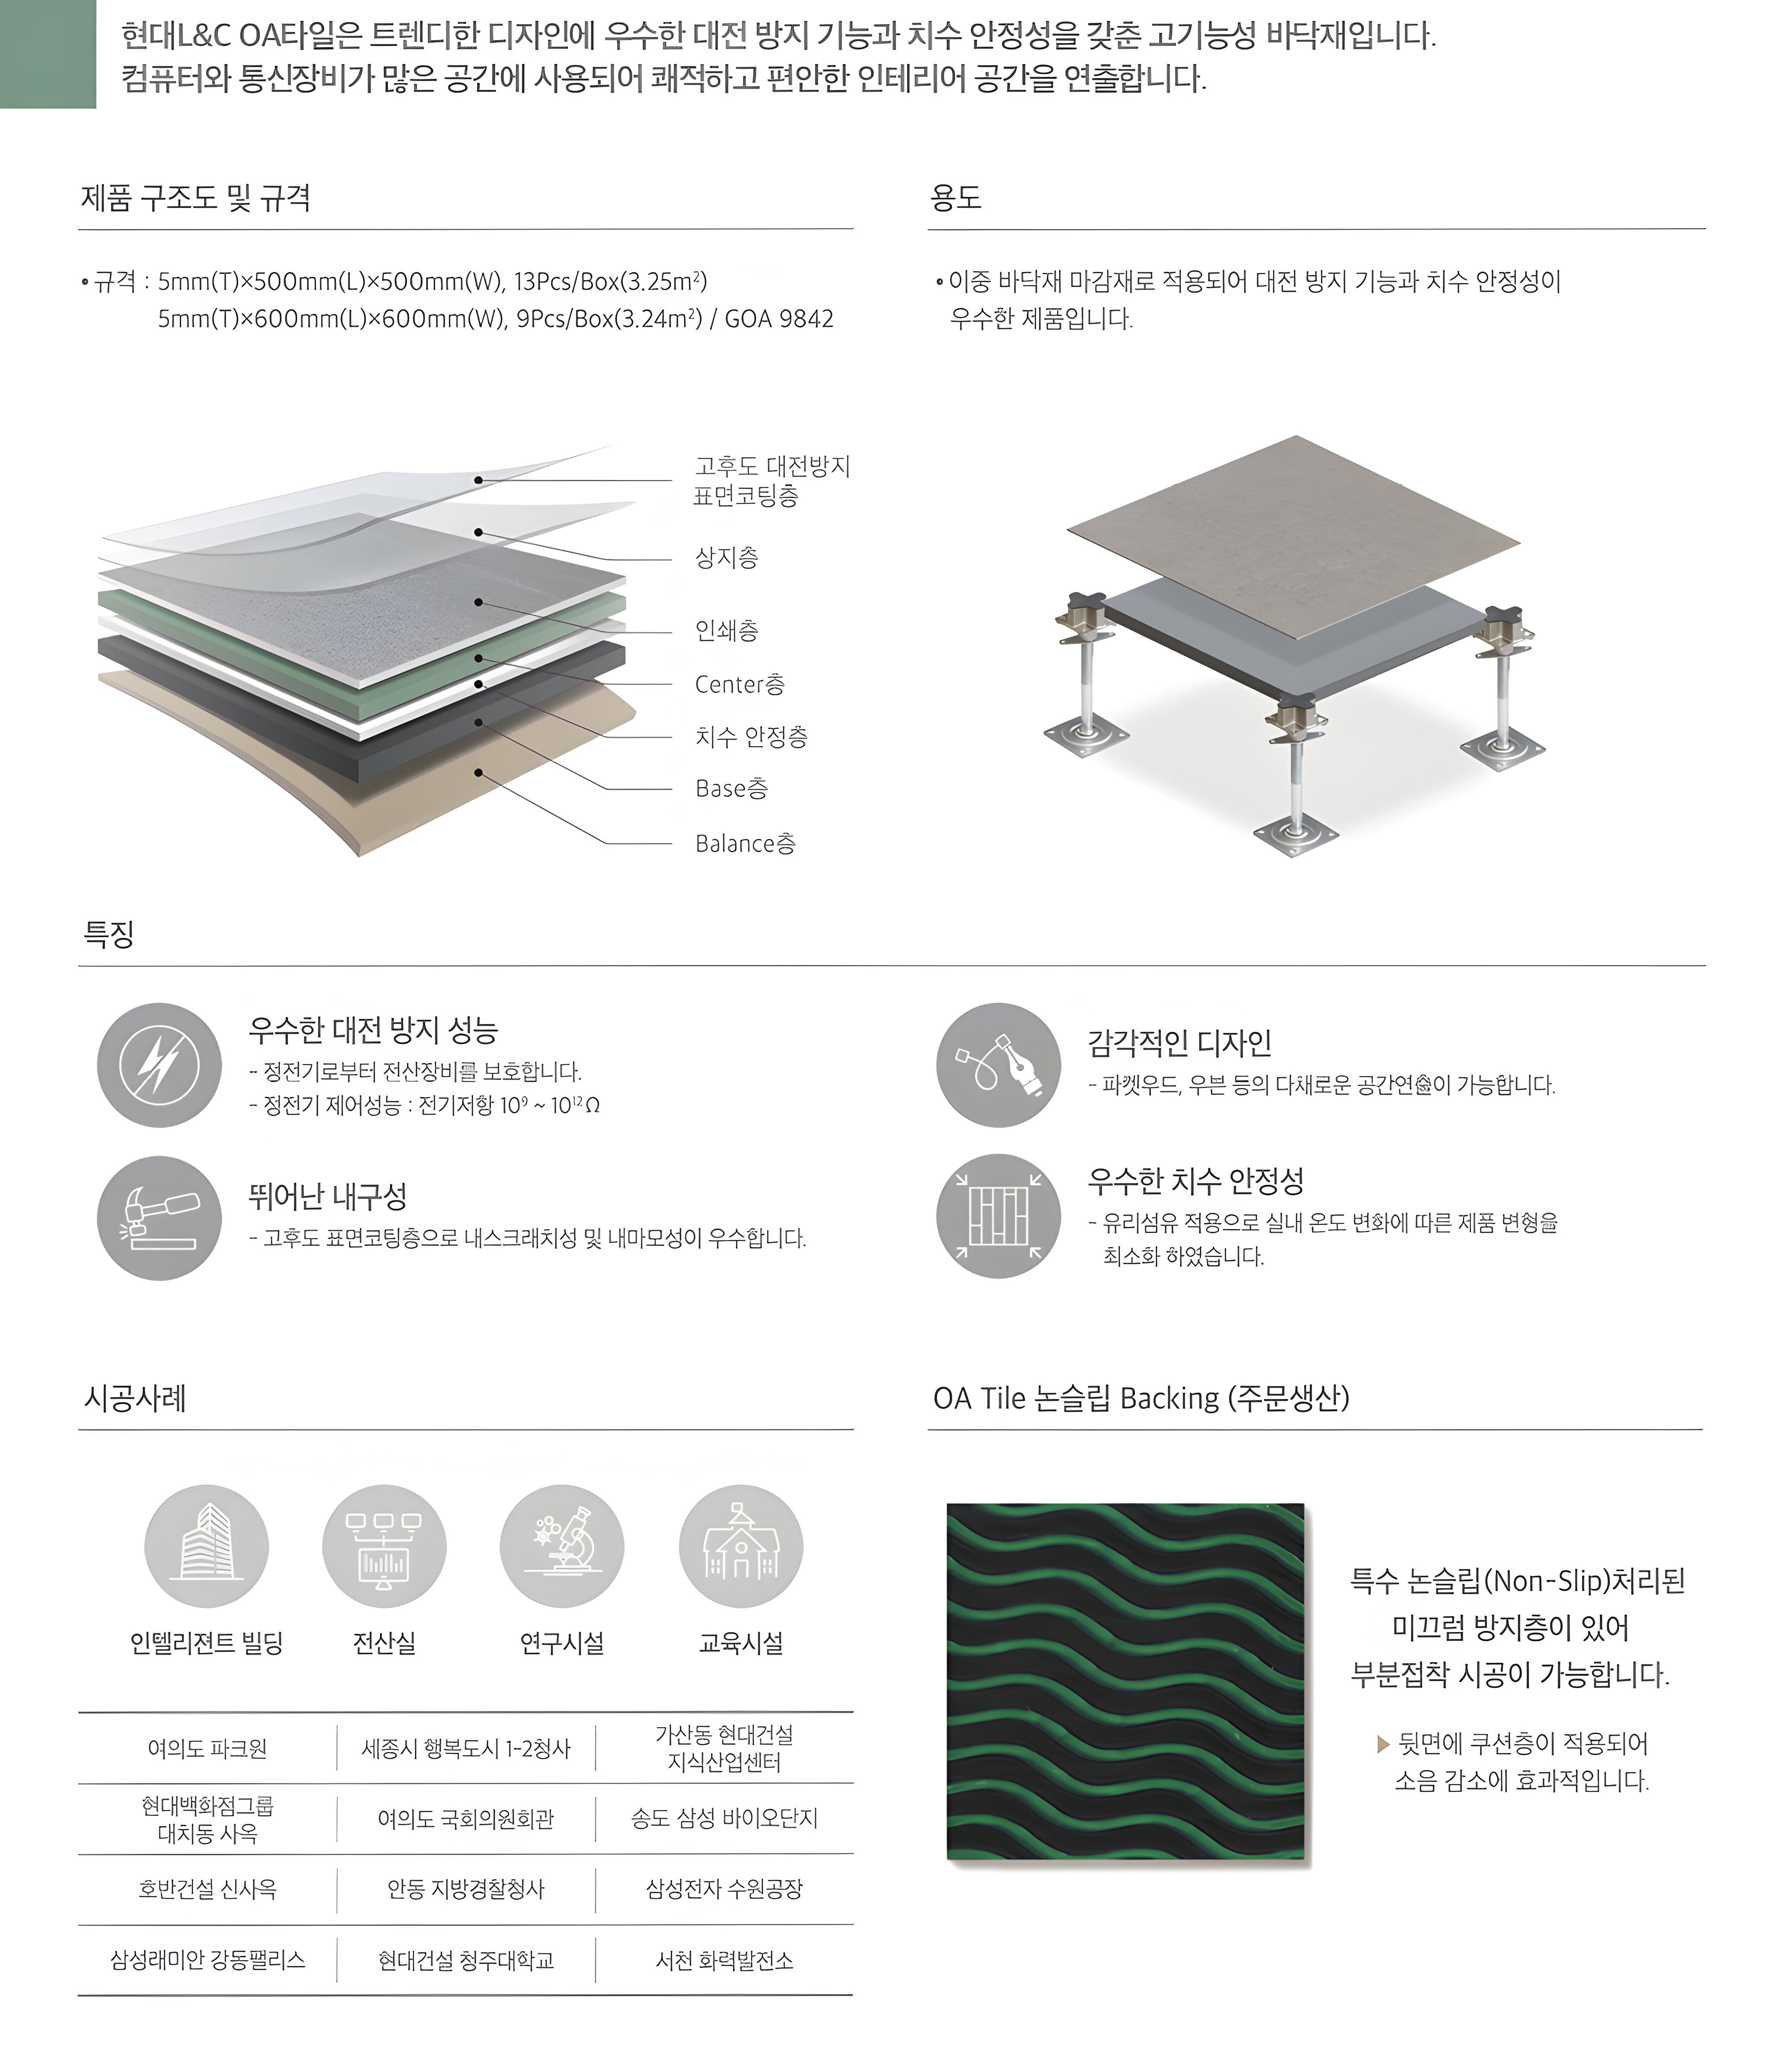 현대L&C OA타일은 트렌디한 디자인에 우수한 대전 방지 기능과 치수 안정성을 갖춘 고기능성 바닥재입니다.
컴퓨터와 통신장비가 많은 공간에 사용되어 쾌적하고 편안한 인테리어 공간을 연출합니다.
제품 구조도 및 규격
• 규격 : 5mm(T)×500mm(L)×500mm(W), 13Pcs/Box(3.25m²)
5mm(T)×600mm(L)×600mm(W), 9Pcs/Box(3.24m²) / GOA 9842
고후도 대전방지
표면코팅층
상지층
인쇄층
Center층
치수 안정층
Base층
Balance층
용도
• 이중 바닥재 마감재로 적용되어 대전 방지 기능과 치수 안정성이
우수한 제품입니다.
특징
우수한 대전 방지 성능
- 정전기로부터 전산장비를 보호합니다.
- 정전기 제어성능 : 전기저항 10⁹ ~ 10¹²Ω
감각적인 디자인
- 파켓우드, 우븐 등의 다채로운 공간연출이 가능합니다.
뛰어난 내구성
- 고후도 표면코팅층으로 내스크래치성 및 내마모성이 우수합니다.
우수한 치수 안정성
- 유리섬유 적용으로 실내 온도 변화에 따른 제품 변형을
최소화 하였습니다.
시공사례
인텔리젼트 빌딩
전산실
연구시설
교육시설
여의도 파크원
세종시 행복도시 1-2청사
가산동 현대건설
지식산업센터
현대백화점그룹
대치동 사옥
여의도 국회의원회관
송도 삼성 바이오단지
호반건설 신사옥
안동 지방경찰청사
삼성전자 수원공장
삼성래미안 강동팰리스
현대건설 청주대학교
서천 화력발전소
OA Tile 논슬립 Backing (주문생산)
특수 논슬립(Non-Slip)처리된
미끄럼 방지층이 있어
부분접착 시공이 가능합니다.
▶ 뒷면에 쿠션층이 적용되어
소음 감소에 효과적입니다.